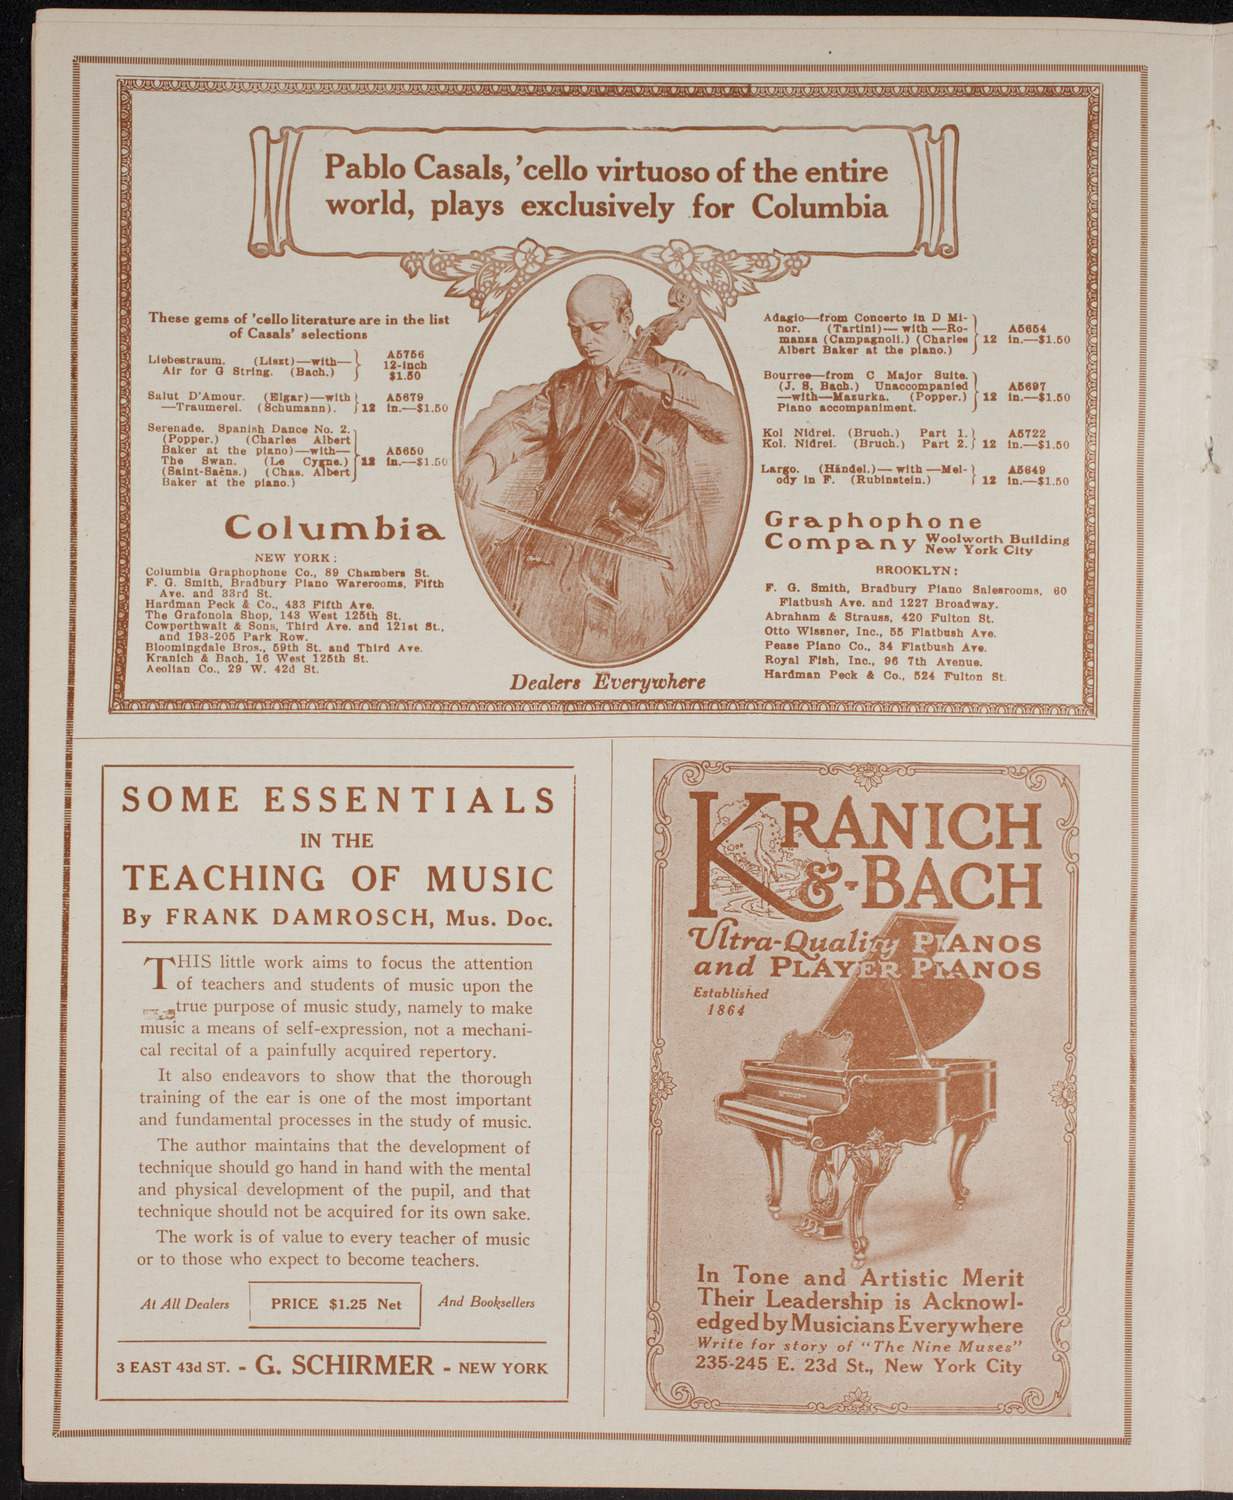 Pablo Casals, 'cello virtuoso of the entire
world, plays exclusively for Columbia
These gems of 'cello literature are in the list
of Casals' selections
Liebestraum. (Liszt)—with— A5756
Air for G String. (Bach.) 12-inch
$1.50
Salut D'Amour. (Elgar)—with A5679
—Traumerei. (Schumann). 12 in.—$1.50
Serenade. Spanish Dance No. 2.
(Popper.) (Charles Albert
Baker at the piano)—with— A5650
The Swan. (Le Cygne.) 12 in.—$1.50
(Saint-Saëns.) (Chas. Albert
Baker at the piano.)
Adagio—from Concerto in D Mi-
nor. (Tartini)— with —Ro- A5654
mansa (Campagnoli.) (Charles 12 in.—$1.50
Albert Baker at the piano.)
Bourree—from C Major Suite.
(J. S. Bach.) Unaccompanied A5697
—with—Mazurka. (Popper.) 12 in.—$1.50
Piano accompaniment.
Kol Nidrei. (Bruch.) Part 1. A5722
Kol. Nidrei. (Bruch.) Part 2. 12 in.—$1.50
Largo. (Händel.)— with —Mel- A5649
ody in F. (Rubinstein.) 12 in.—$1.50
Columbia
NEW YORK:
Columbia Graphophone Co., 89 Chambers St.
F. G. Smith, Bradbury Piano Warerooms, Fifth
Ave. and 33rd St.
Hardman Peck & Co., 433 Fifth Ave.
The Grafonola Shop, 143 West 125th St.
Cowperthwait & Sons, Third Ave. and 121st St.,
and 193-205 Park Row.
Bloomingdale Bros., 59th St. and Third Ave.
Kranich & Bach, 16 West 125th St.
Aeolian Co., 29 W. 42d St.
Graphophone
Company Woolworth Building
New York City
BROOKLYN:
F. G. Smith, Bradbury Piano Salesrooms, 60
Flatbush Ave. and 1227 Broadway.
Abraham & Strauss, 420 Fulton St.
Otto Wissner, Inc., 55 Flatbush Ave.
Pease Piano Co., 34 Flatbush Ave.
Royal Fish, Inc., 96 7th Avenue.
Hardman Peck & Co., 524 Fulton St.
Dealers Everywhere
SOME ESSENTIALS
IN THE
TEACHING OF MUSIC
By FRANK DAMROSCH, Mus. Doc.
THIS little work aims to focus the attention
of teachers and students of music upon the
true purpose of music study, namely to make
music a means of self-expression, not a mechani-
cal recital of a painfully acquired repertory.
It also endeavors to show that the thorough
training of the ear is one of the most important
and fundamental processes in the study of music.
The author maintains that the development of
technique should go hand in hand with the mental
and physical development of the pupil, and that
technique should not be acquired for its own sake.
The work is of value to every teacher of music
or to those who expect to become teachers.
At All Dealers PRICE $1.25 Net And Booksellers
3 EAST 43d ST. - G. SCHIRMER - NEW YORK
KRANICH
&-BACH
Ultra-Quality PIANOS
and PLAYER PIANOS
Established
1864
In Tone and Artistic Merit
Their Leadership is Acknowl-
edged by Musicians Everywhere
Write for story of "The Nine Muses"
235-245 E. 23d St., New York City